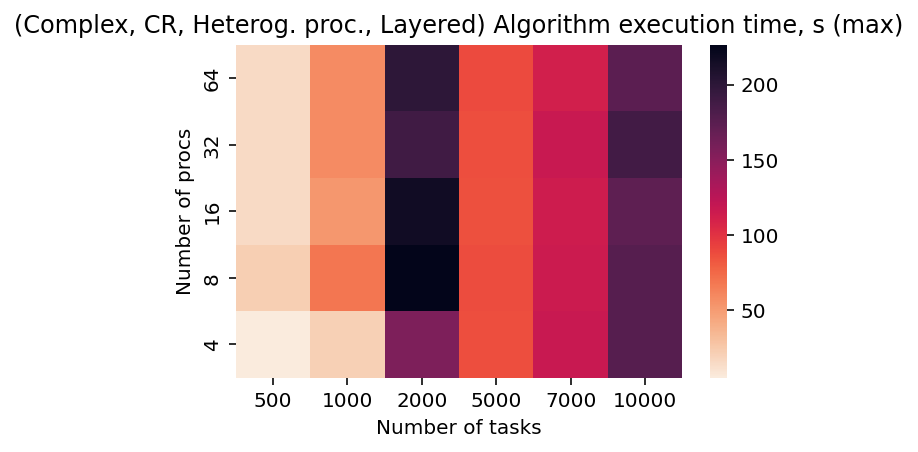 (Complex, CR, Heterog. proc., Layered) Algorithm execution time, s (max)
Number of procs
64
32
16
8
4
500 1000 2000 5000 7000 10000
Number of tasks
200
150
100
50